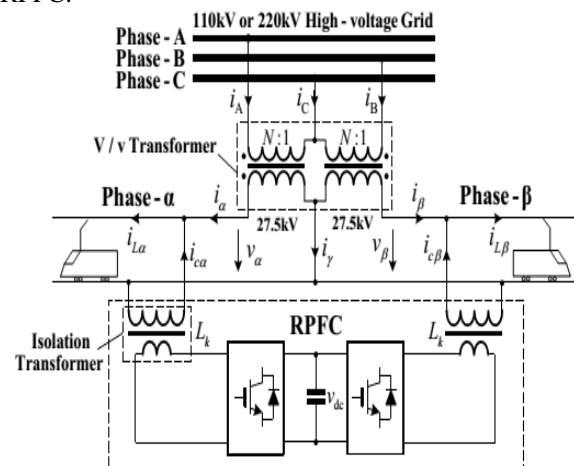 RPFC.
110kV or 220kV High - voltage Grid
Phase - A
Phase - B
Phase - C
i_A i_C i_B
V / v Transformer
N:1 N:1
Phase- α i_α i_β Phase-β
27.5kV 27.5kV
i_Lα i_cα v_α i_γ v_β i_cβ i_Lβ
Isolation
Transformer
L_k RPFC L_k
v_dc